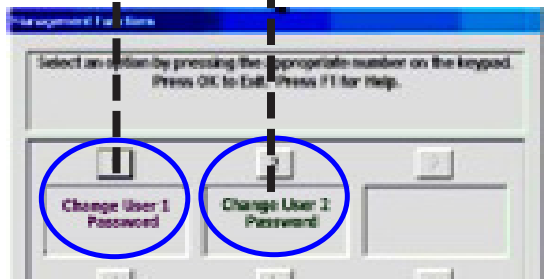 Management Functions
Select an option by pressing the appropriate number on the keypad.
Press OK to Exit. Press F1 for Help.
1 2 3
Change User 1 Change User 2
Password Password